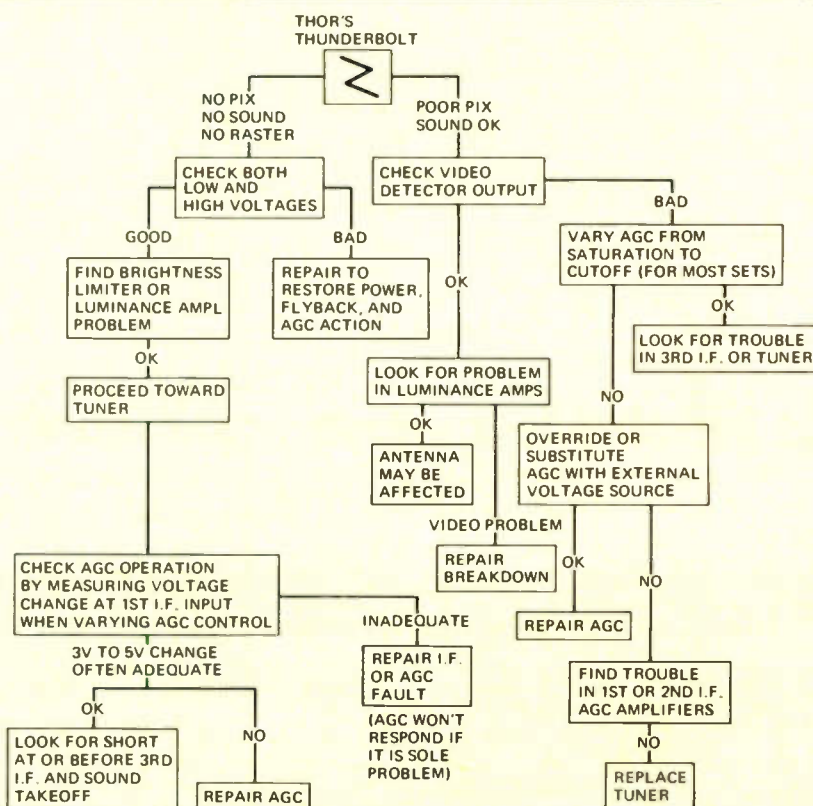 THOR'S
THUNDERBOLT
NO PIX
NO SOUND
NO RASTER
POOR PIX
SOUND OK
CHECK BOTH
LOW AND
HIGH VOLTAGES
CHECK VIDEO
DETECTOR OUTPUT
GOOD
BAD
BAD
FIND BRIGHTNESS
LIMITER OR
LUMINANCE AMPL
PROBLEM
REPAIR TO
RESTORE POWER,
FLYBACK, AND
AGC ACTION
OK
VARY AGC FROM
SATURATION TO
CUTOFF (FOR MOST SETS)
OK
OK
LOOK FOR TROUBLE
IN 3RD I.F. OR TUNER
PROCEED TOWARD
TUNER
LOOK FOR PROBLEM
IN LUMINANCE AMPS
NO
OK
ANTENNA
MAY BE
AFFECTED
OVERRIDE OR
SUBSTITUTE
AGC WITH EXTERNAL
VOLTAGE SOURCE
VIDEO PROBLEM
REPAIR
BREAKDOWN
OK
NO
REPAIR AGC
CHECK AGC OPERATION
BY MEASURING VOLTAGE
CHANGE AT 1ST I.F. INPUT
WHEN VARYING AGC CONTROL
INADEQUATE
3V TO 5V CHANGE
OFTEN ADEQUATE
REPAIR I.F.
OR AGC
FAULT
(AGC WON'T
RESPOND IF
IT IS SOLE
PROBLEM)
FIND TROUBLE
IN 1ST OR 2ND I.F.
AGC AMPLIFIERS
OK
NO
LOOK FOR SHORT
AT OR BEFORE 3RD
I.F. AND SOUND
TAKEOFF
REPAIR AGC
NO
REPLACE
TUNER